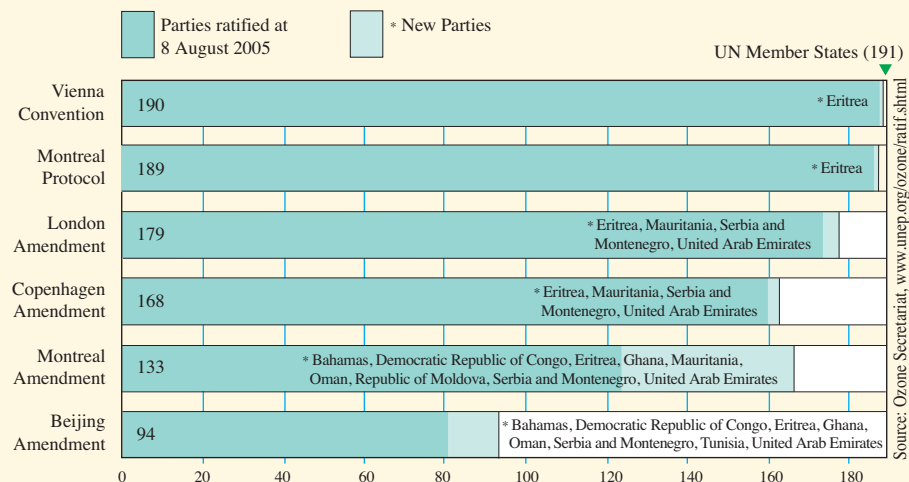 Parties ratified at
8 August 2005
* New Parties
UN Member States (191)
Vienna
Convention
190
* Eritrea
Montreal
Protocol
189
* Eritrea
London
Amendment
179
* Eritrea, Mauritania, Serbia and
Montenegro, United Arab Emirates
Copenhagen
Amendment
168
* Eritrea, Mauritania, Serbia and
Montenegro, United Arab Emirates
Montreal
Amendment
133
* Bahamas, Democratic Republic of Congo, Eritrea, Ghana, Mauritania,
Oman, Republic of Moldova, Serbia and Montenegro, United Arab Emirates
Beijing
Amendment
94
* Bahamas, Democratic Republic of Congo, Eritrea, Ghana,
Oman, Serbia and Montenegro, Tunisia, United Arab Emirates
0 20 40 60 80 100 120 140 160 180
Source: Ozone Secretariat, www.unep.org/ozone/ratif.shtml